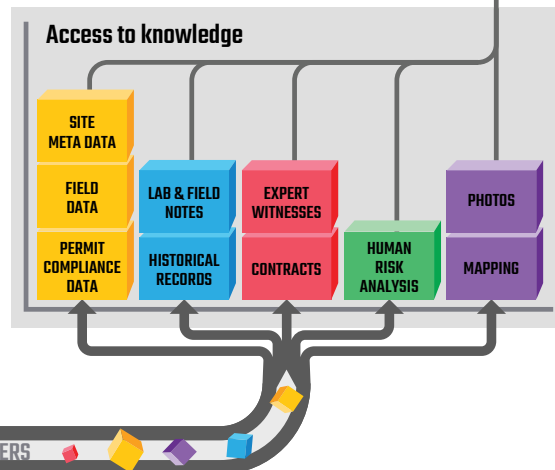 Access to knowledge
SITE
META DATA
FIELD
DATA
PERMIT
COMPLIANCE
DATA
LAB & FIELD
NOTES
HISTORICAL
RECORDS
EXPERT
WITNESSES
CONTRACTS
HUMAN
RISK
ANALYSIS
PHOTOS
MAPPING
ERS